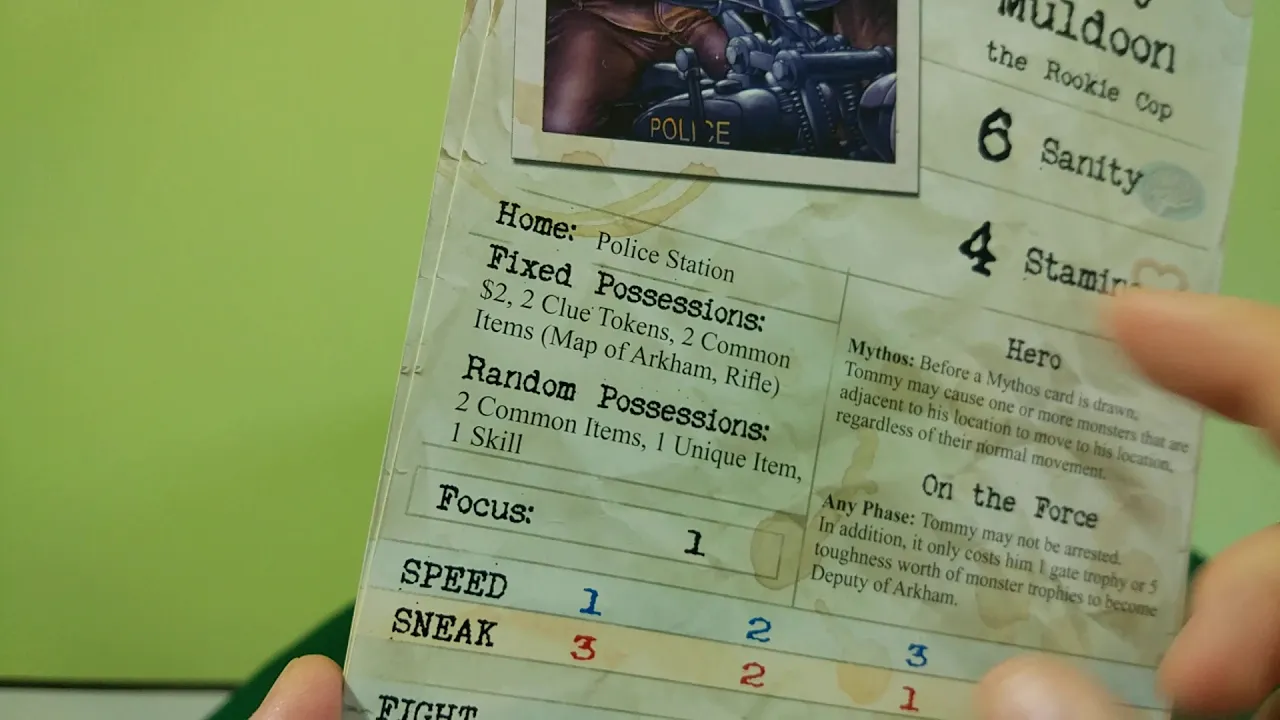 POLICE
Muldoon
the Rookie Cop
6 Sanity
4
Home: Police Station
Fixed Possessions:
$2, 2 Clue Tokens, 2 Common
Items (Map of Arkham, Rifle)
Random Possessions:
2 Common Items, 1 Unique Item,
1 Skill
Hero
Mythos: Before a Mythos card is drawn,
Tommy may cause one or more monsters that are
adjacent to his location to move to his location,
regardless of their normal movement.
On the Force
Any Phase: Tommy may not be arrested.
In addition, it only costs him 1 gate trophy or 5
toughness worth of monster trophies to become
Deputy of Arkham.
Focus: 1
SPEED 1 2 3
SNEAK 3 2 1
FIGHT